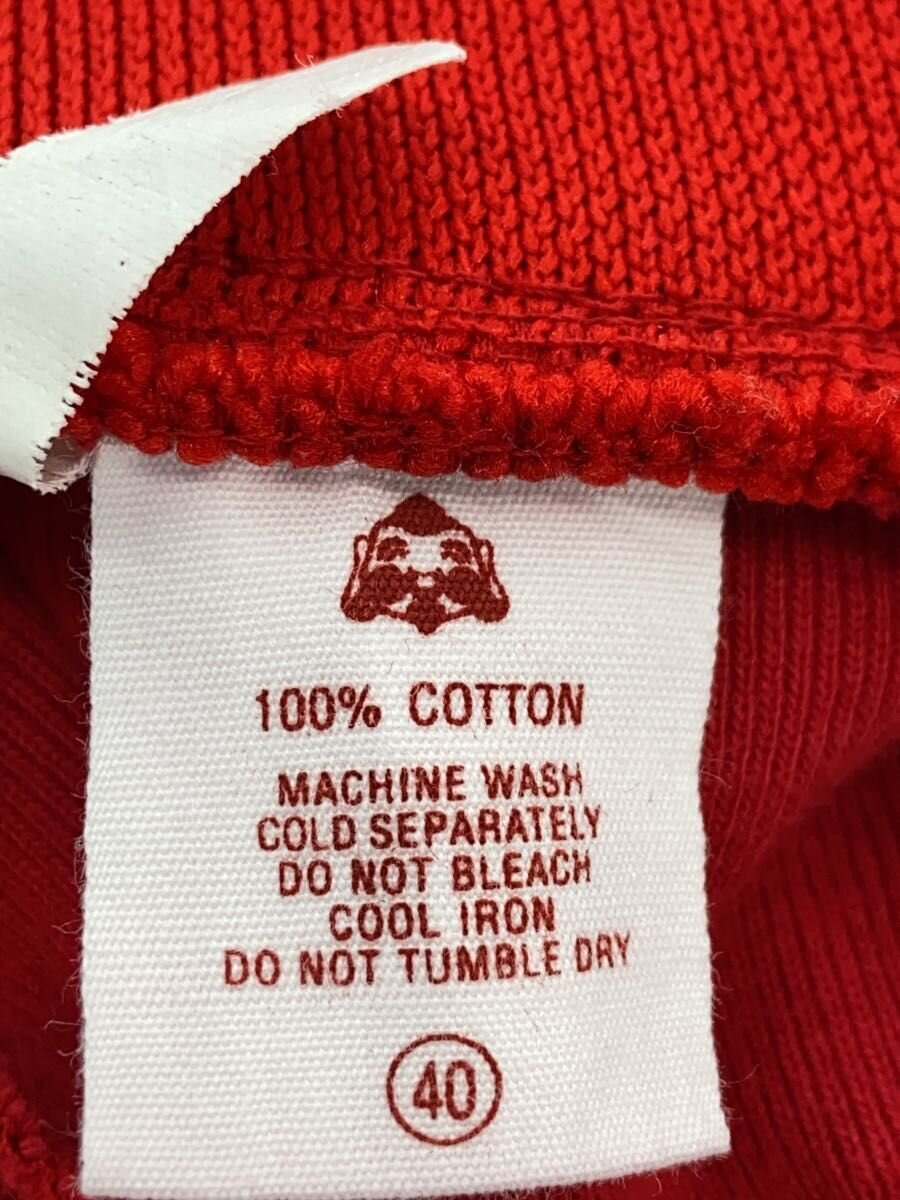 100% COTTON
MACHINE WASH
COLD SEPARATELY
DO NOT BLEACH
COOL IRON
DO NOT TUMBLE DRY
40